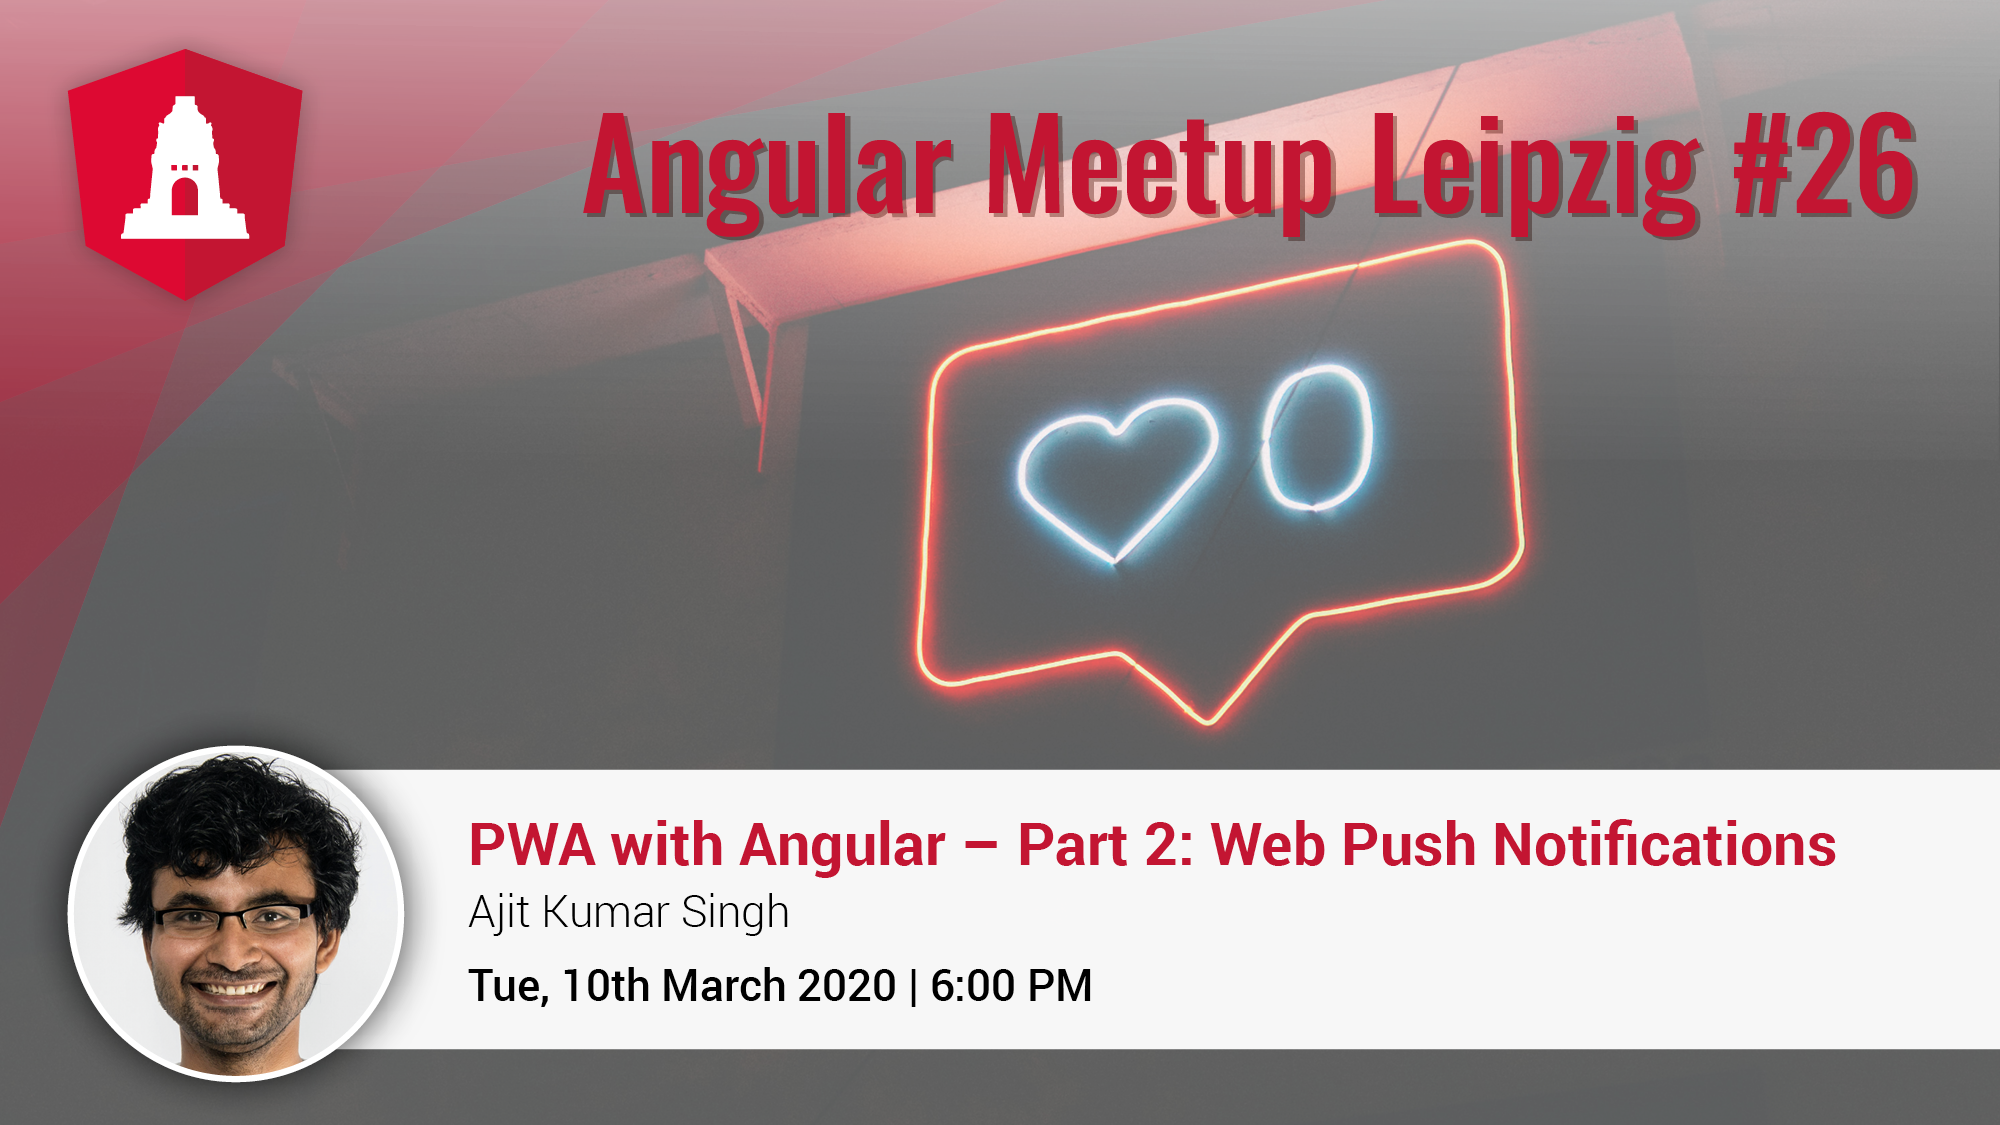 Angular Meetup Leipzig #26
0
PWA with Angular – Part 2: Web Push Notifications
Ajit Kumar Singh
Tue, 10th March 2020 | 6:00 PM